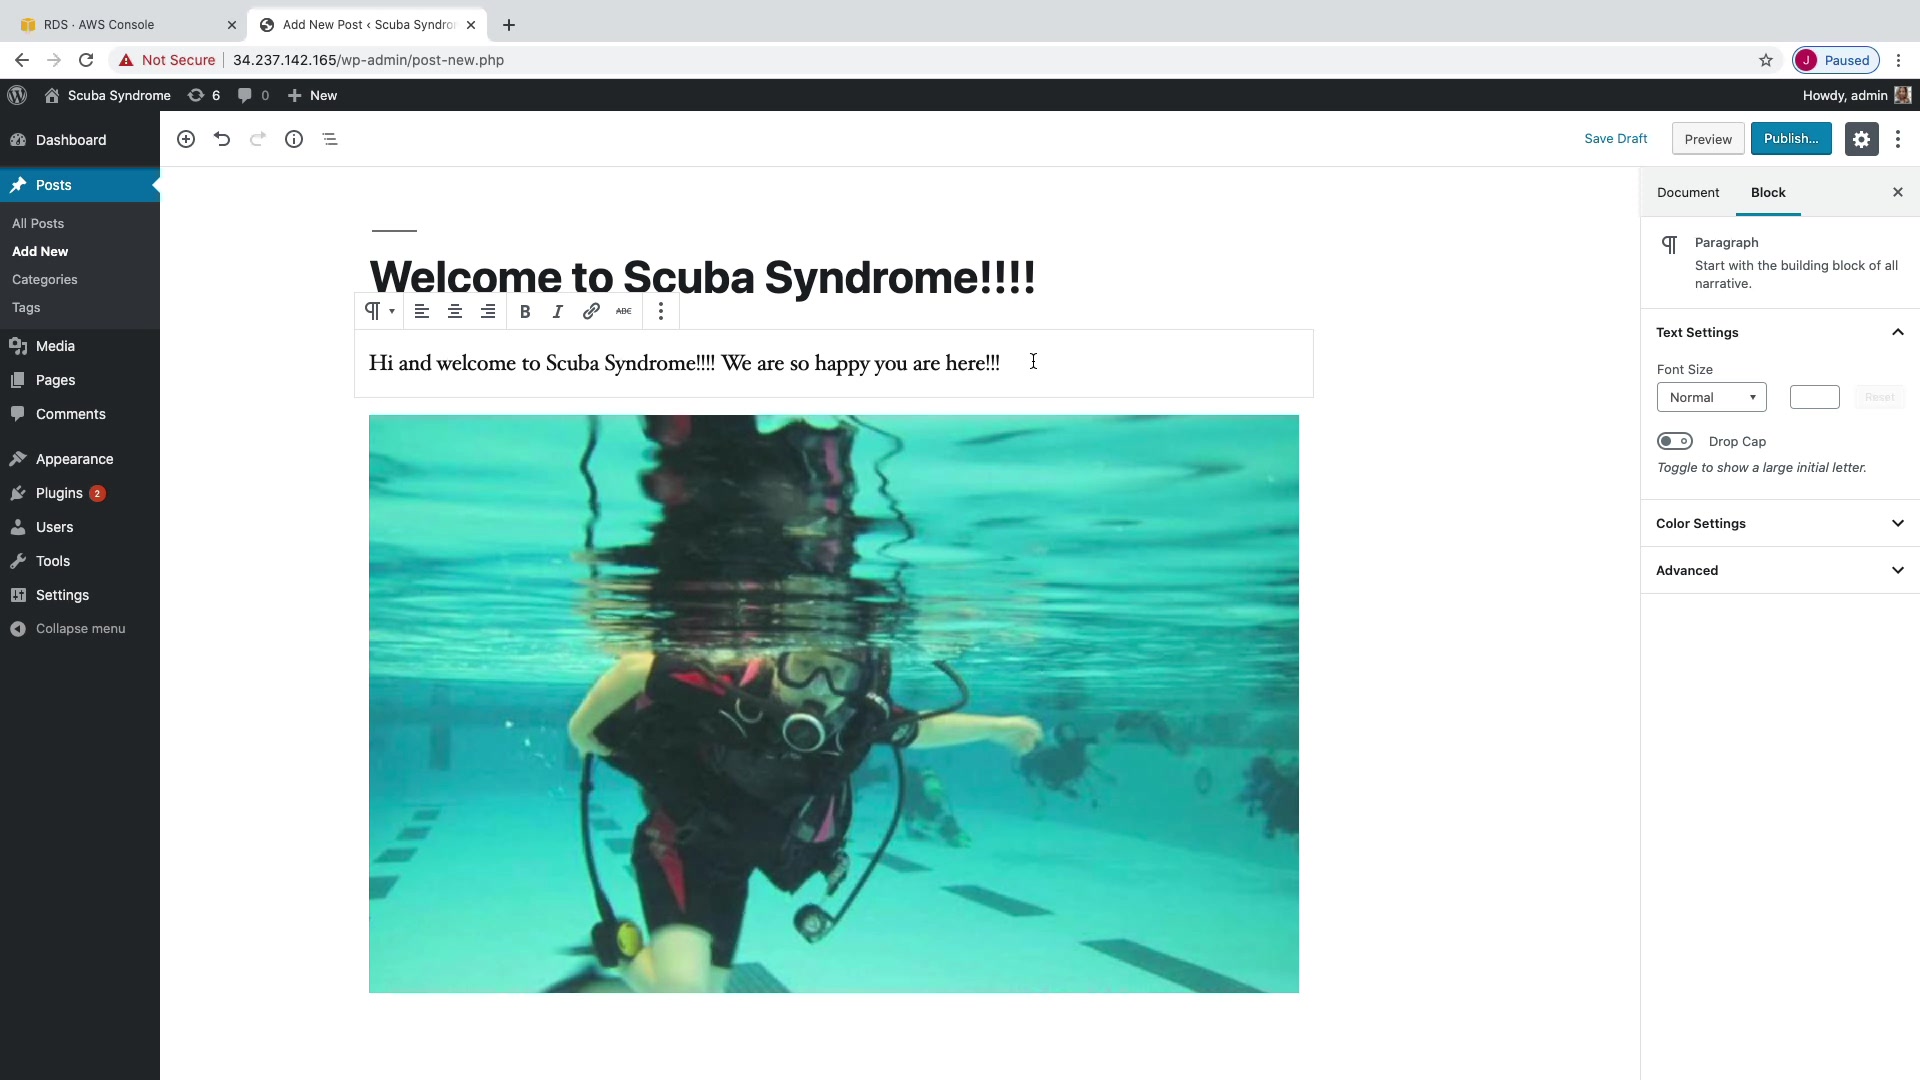 RDS · AWS Console
Add New Post ‹ Scuba Syndro
Not Secure
34.237.142.165/wp-admin/post-new.php
J
Paused
Scuba Syndrome
6
0
New
Howdy, admin
Dashboard
Save Draft
Preview
Publish...
Posts
All Posts
Add New
Categories
Tags
Media
Pages
Comments
Appearance
Plugins 2
Users
Tools
Settings
Collapse menu
Welcome to Scuba Syndrome!!!!
B
I
ABC
Hi and welcome to Scuba Syndrome!!!! We are so happy you are here!!!
Document
Block
Paragraph
Start with the building block of all
narrative.
Text Settings
Font Size
Normal
Reset
Drop Cap
Toggle to show a large initial letter.
Color Settings
Advanced